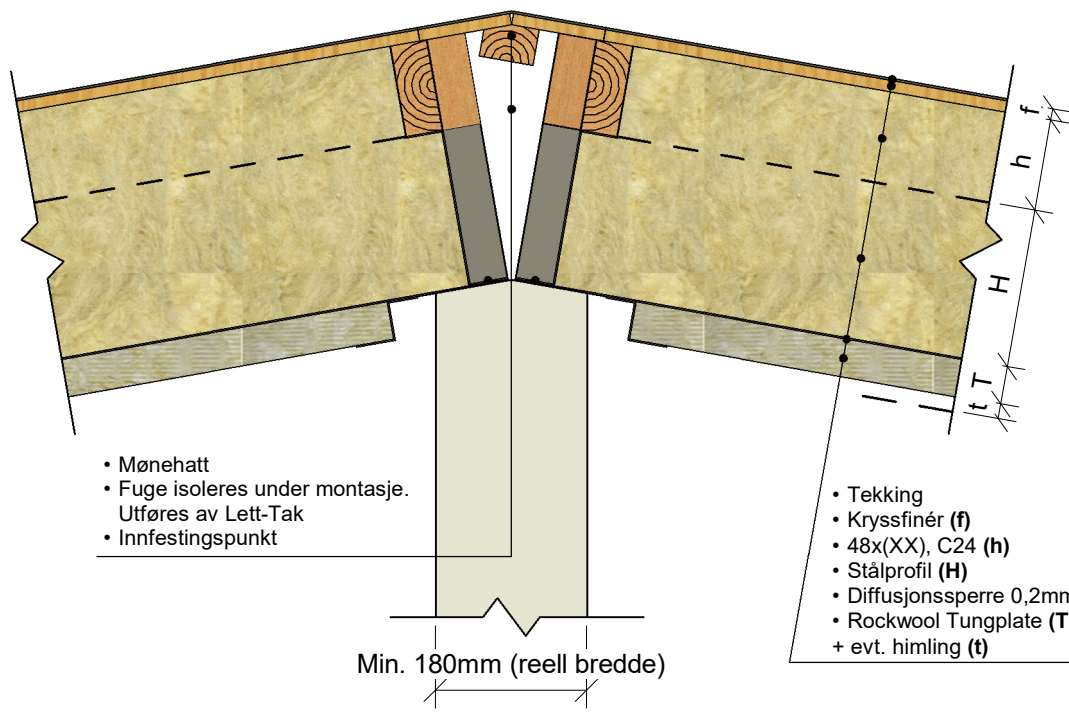 f
h
H
T
t
• Mønehatt
• Fuge isoleres under montasje.
Utføres av Lett-Tak
• Innfestingspunkt
• Tekking
• Kryssfinér (f)
• 48x(XX), C24 (h)
• Stålprofil (H)
• Diffusjonssperre 0,2mm
• Rockwool Tungplate (T
+ evt. himling (t)
Min. 180mm (reell bredde)